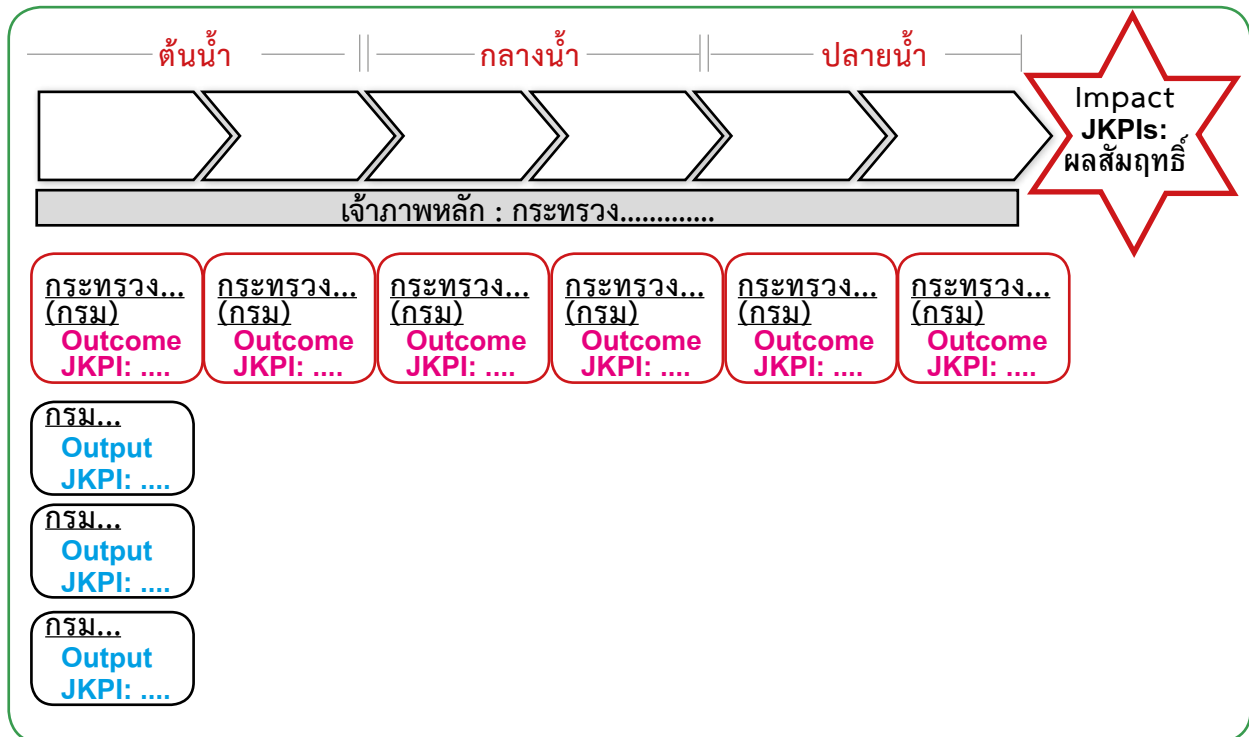 ต้นน้ำ
กลางน้ำ
ปลายน้ำ
Impact
JKPIs:
ผลสัมฤทธิ์
เจ้าภาพหลัก : กระทรวง.............
กระทรวง...
(กรม)
Outcome
JKPI: ....
กระทรวง...
(กรม)
Outcome
JKPI: ....
กระทรวง...
(กรม)
Outcome
JKPI: ....
กระทรวง...
(กรม)
Outcome
JKPI: ....
กระทรวง...
(กรม)
Outcome
JKPI: ....
กระทรวง...
(กรม)
Outcome
JKPI: ....
กรม...
Output
JKPI: ....
กรม...
Output
JKPI: ....
กรม...
Output
JKPI: ....